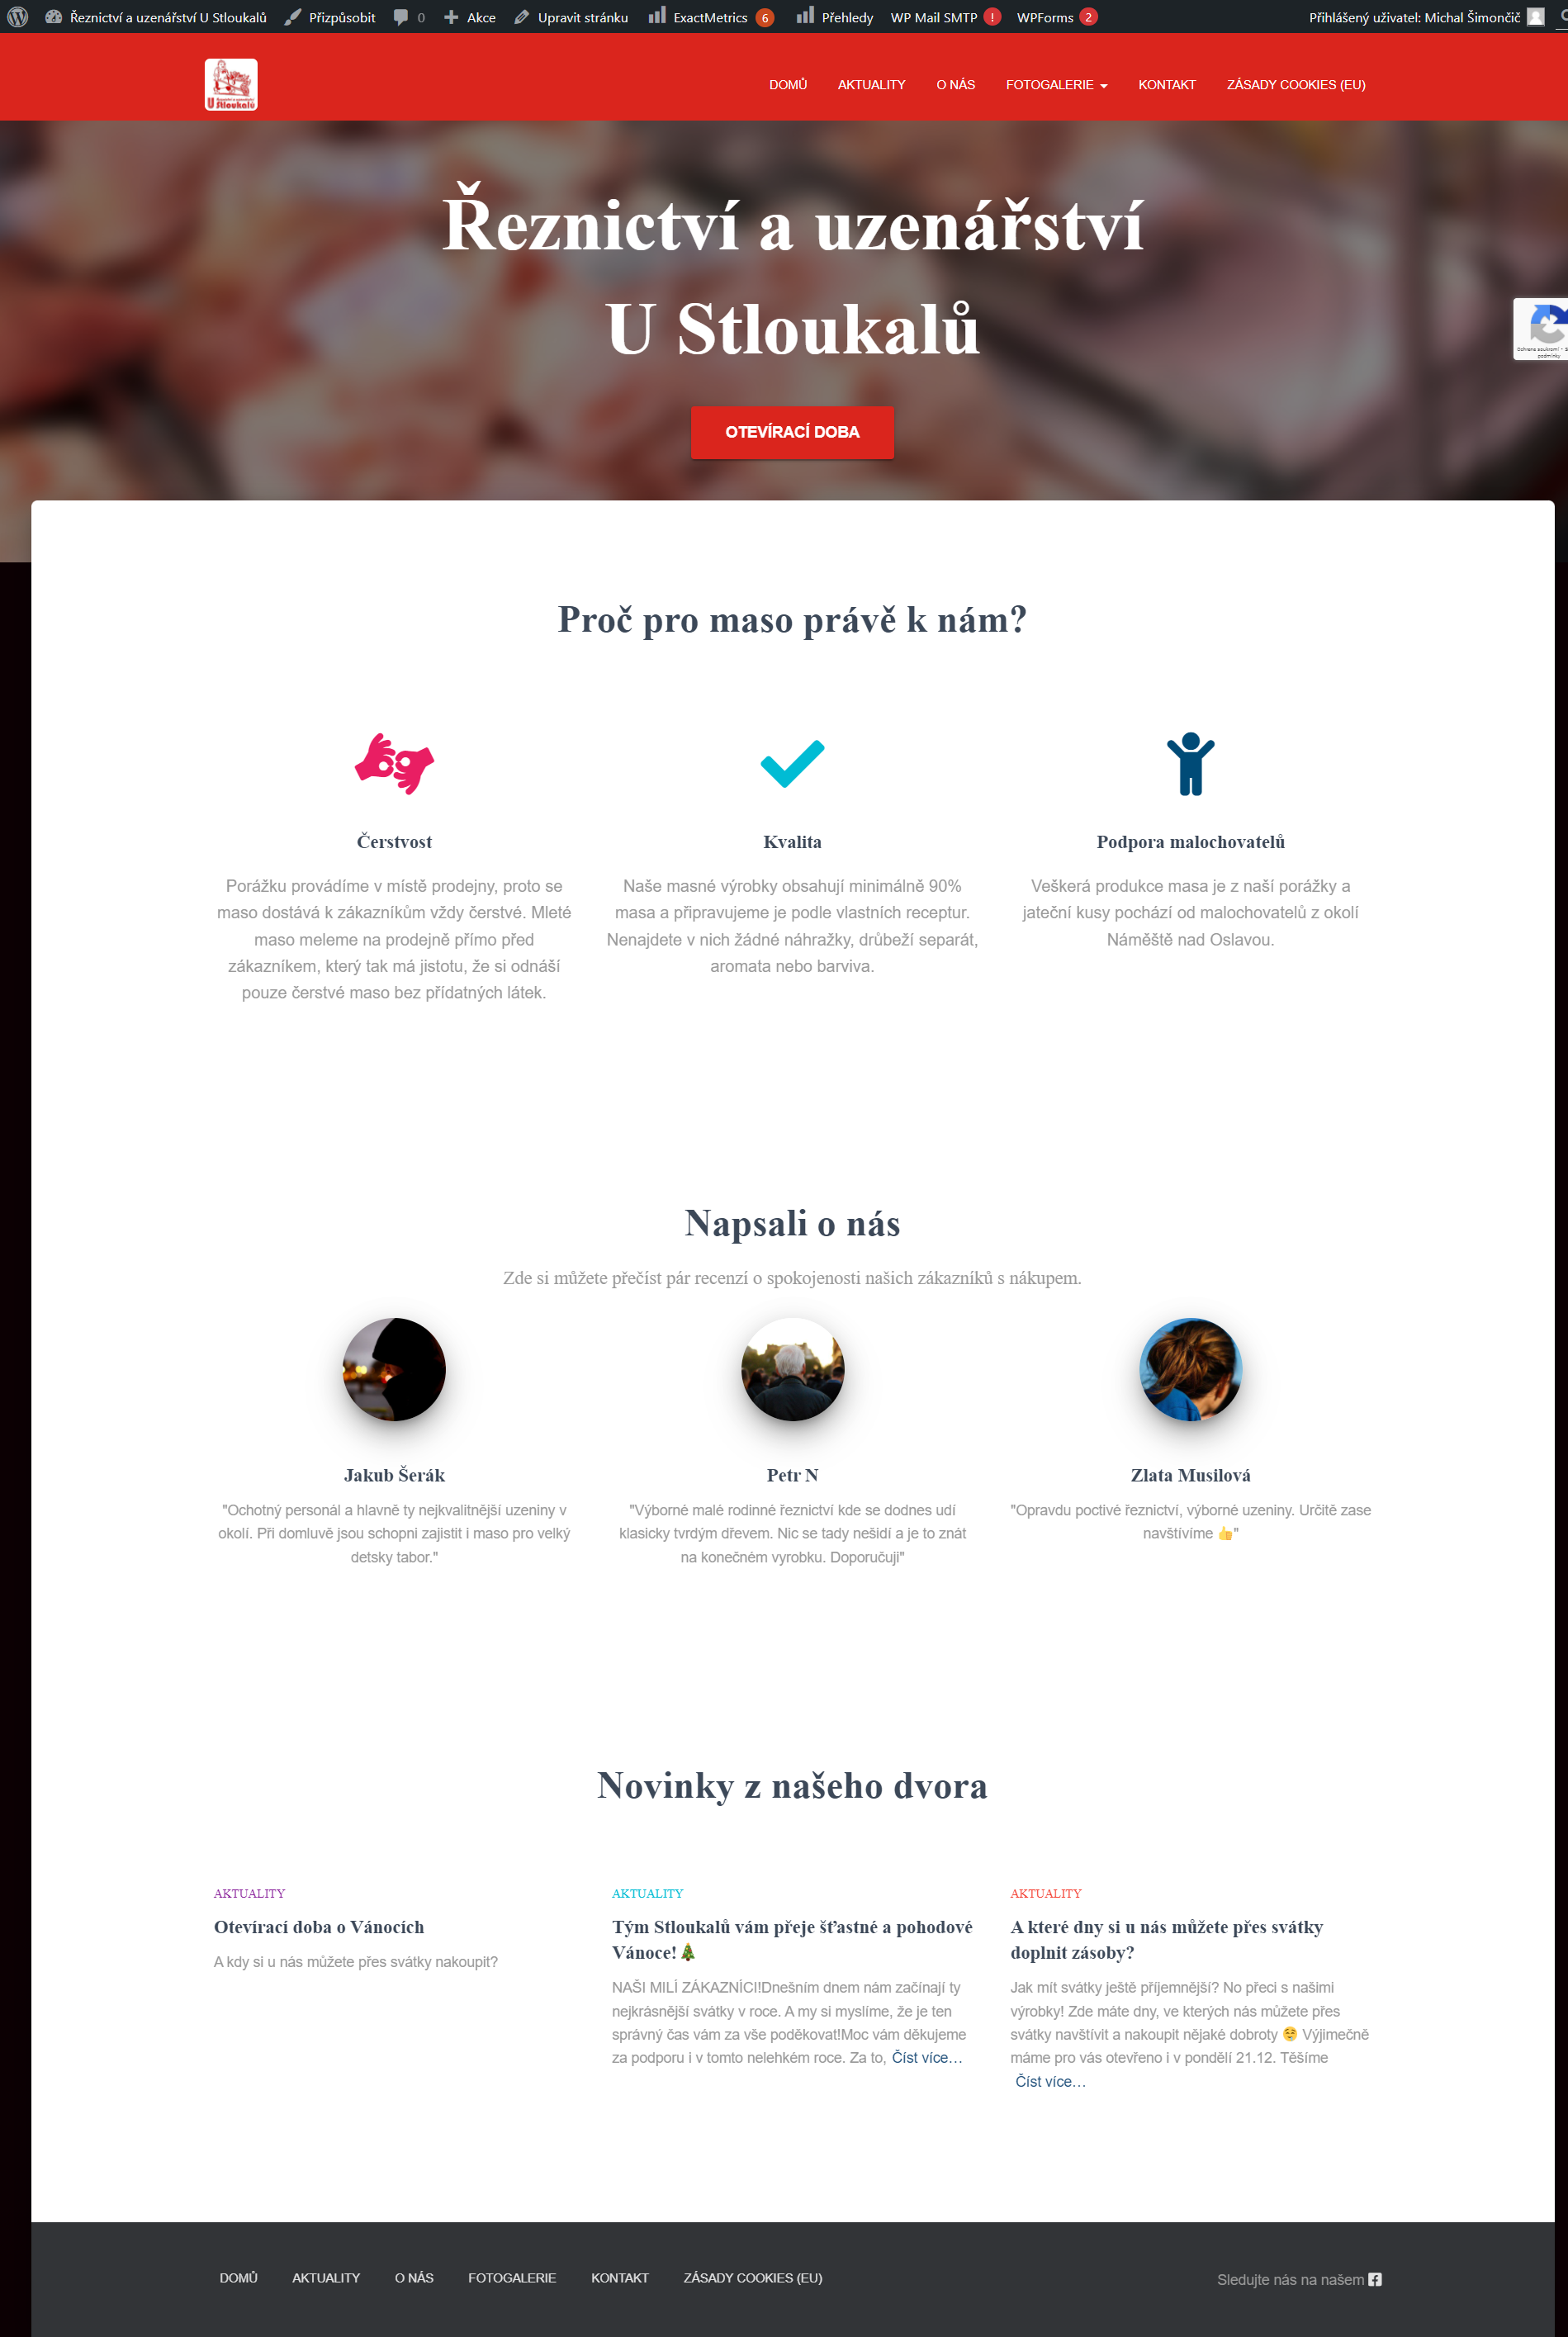 Řeznictví a uzenářství U Stloukalů Přizpůsobit 0 Akce Upravit stránku ExactMetrics 6 Přehledy WP Mail SMTP ! WPForms 2 Přihlášený uživatel: Michal Šimončič
U Stloukalů
DOMŮ AKTUALITY O NÁS FOTOGALERIE KONTAKT ZÁSADY COOKIES (EU)
Řeznictví a uzenářství
U Stloukalů
OTEVÍRACÍ DOBA
Proč pro maso právě k nám?
Čerstvost
Porážku provádíme v místě prodejny, proto se
maso dostává k zákazníkům vždy čerstvé. Mleté
maso meleme na prodejně přímo před
zákazníkem, který tak má jistotu, že si odnáší
pouze čerstvé maso bez přídatných látek.
Kvalita
Naše masné výrobky obsahují minimálně 90%
masa a připravujeme je podle vlastních receptur.
Nenajdete v nich žádné náhražky, drůbeží separát,
aromata nebo barviva.
Podpora malochovatelů
Veškerá produkce masa je z naší porážky a
jateční kusy pochází od malochovatelů z okolí
Náměště nad Oslavou.
Napsali o nás
Zde si můžete přečíst pár recenzí o spokojenosti našich zákazníků s nákupem.
Jakub Šerák
"Ochotný personál a hlavně ty nejkvalitnější uzeniny v
okolí. Při domluvě jsou schopni zajistit i maso pro velký
detsky tabor."
Petr N
"Výborné malé rodinné řeznictví kde se dodnes udí
klasicky tvrdým dřevem. Nic se tady nešidí a je to znát
na konečném vyrobku. Doporučuji"
Zlata Musilová
"Opravdu poctivé řeznictví, výborné uzeniny. Určitě zase
navštívíme 👍"
Novinky z našeho dvora
AKTUALITY
Otevírací doba o Vánocích
A kdy si u nás můžete přes svátky nakoupit?
AKTUALITY
Tým Stloukalů vám přeje šťastné a pohodové
Vánoce!🎄
NAŠI MILÍ ZÁKAZNÍCI!Dnešním dnem nám začínají ty
nejkrásnější svátky v roce. A my si myslíme, že je ten
správný čas vám za vše poděkovat!Moc vám děkujeme
za podporu i v tomto nelehkém roce. Za to, Číst více…
AKTUALITY
A které dny si u nás můžete přes svátky
doplnit zásoby?
Jak mít svátky ještě příjemnější? No přeci s našimi
výrobky! Zde máte dny, ve kterých nás můžete přes
svátky navštívit a nakoupit nějaké dobroty 😌 Výjimečně
máme pro vás otevřeno i v pondělí 21.12. Těšíme
Číst více…
DOMŮ AKTUALITY O NÁS FOTOGALERIE KONTAKT ZÁSADY COOKIES (EU)
Sledujte nás na našem